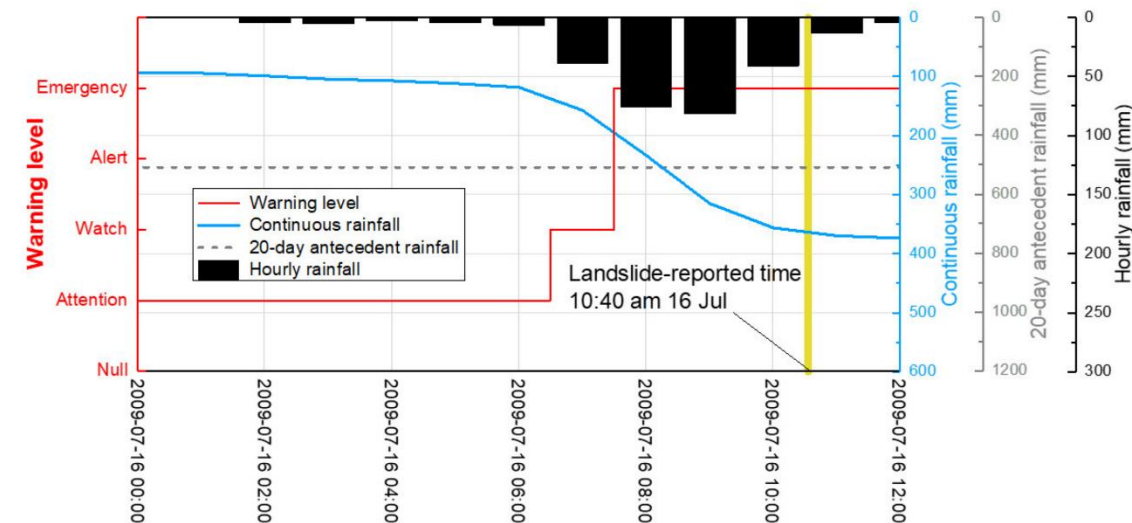 Warning level
Emergency
Alert
Watch
Attention
Null
Warning level
Continuous rainfall
20-day antecedent rainfall
Hourly rainfall
Landslide-reported time
10:40 am 16 Jul
2009-07-16 00:00
2009-07-16 02:00
2009-07-16 04:00
2009-07-16 06:00
2009-07-16 08:00
2009-07-16 10:00
2009-07-16 12:00
0
100
200
300
400
500
600
Continuous rainfall (mm)
0
200
400
600
800
1000
1200
20-day antecedent rainfall (mm)
0
50
100
150
200
250
300
Hourly rainfall (mm)